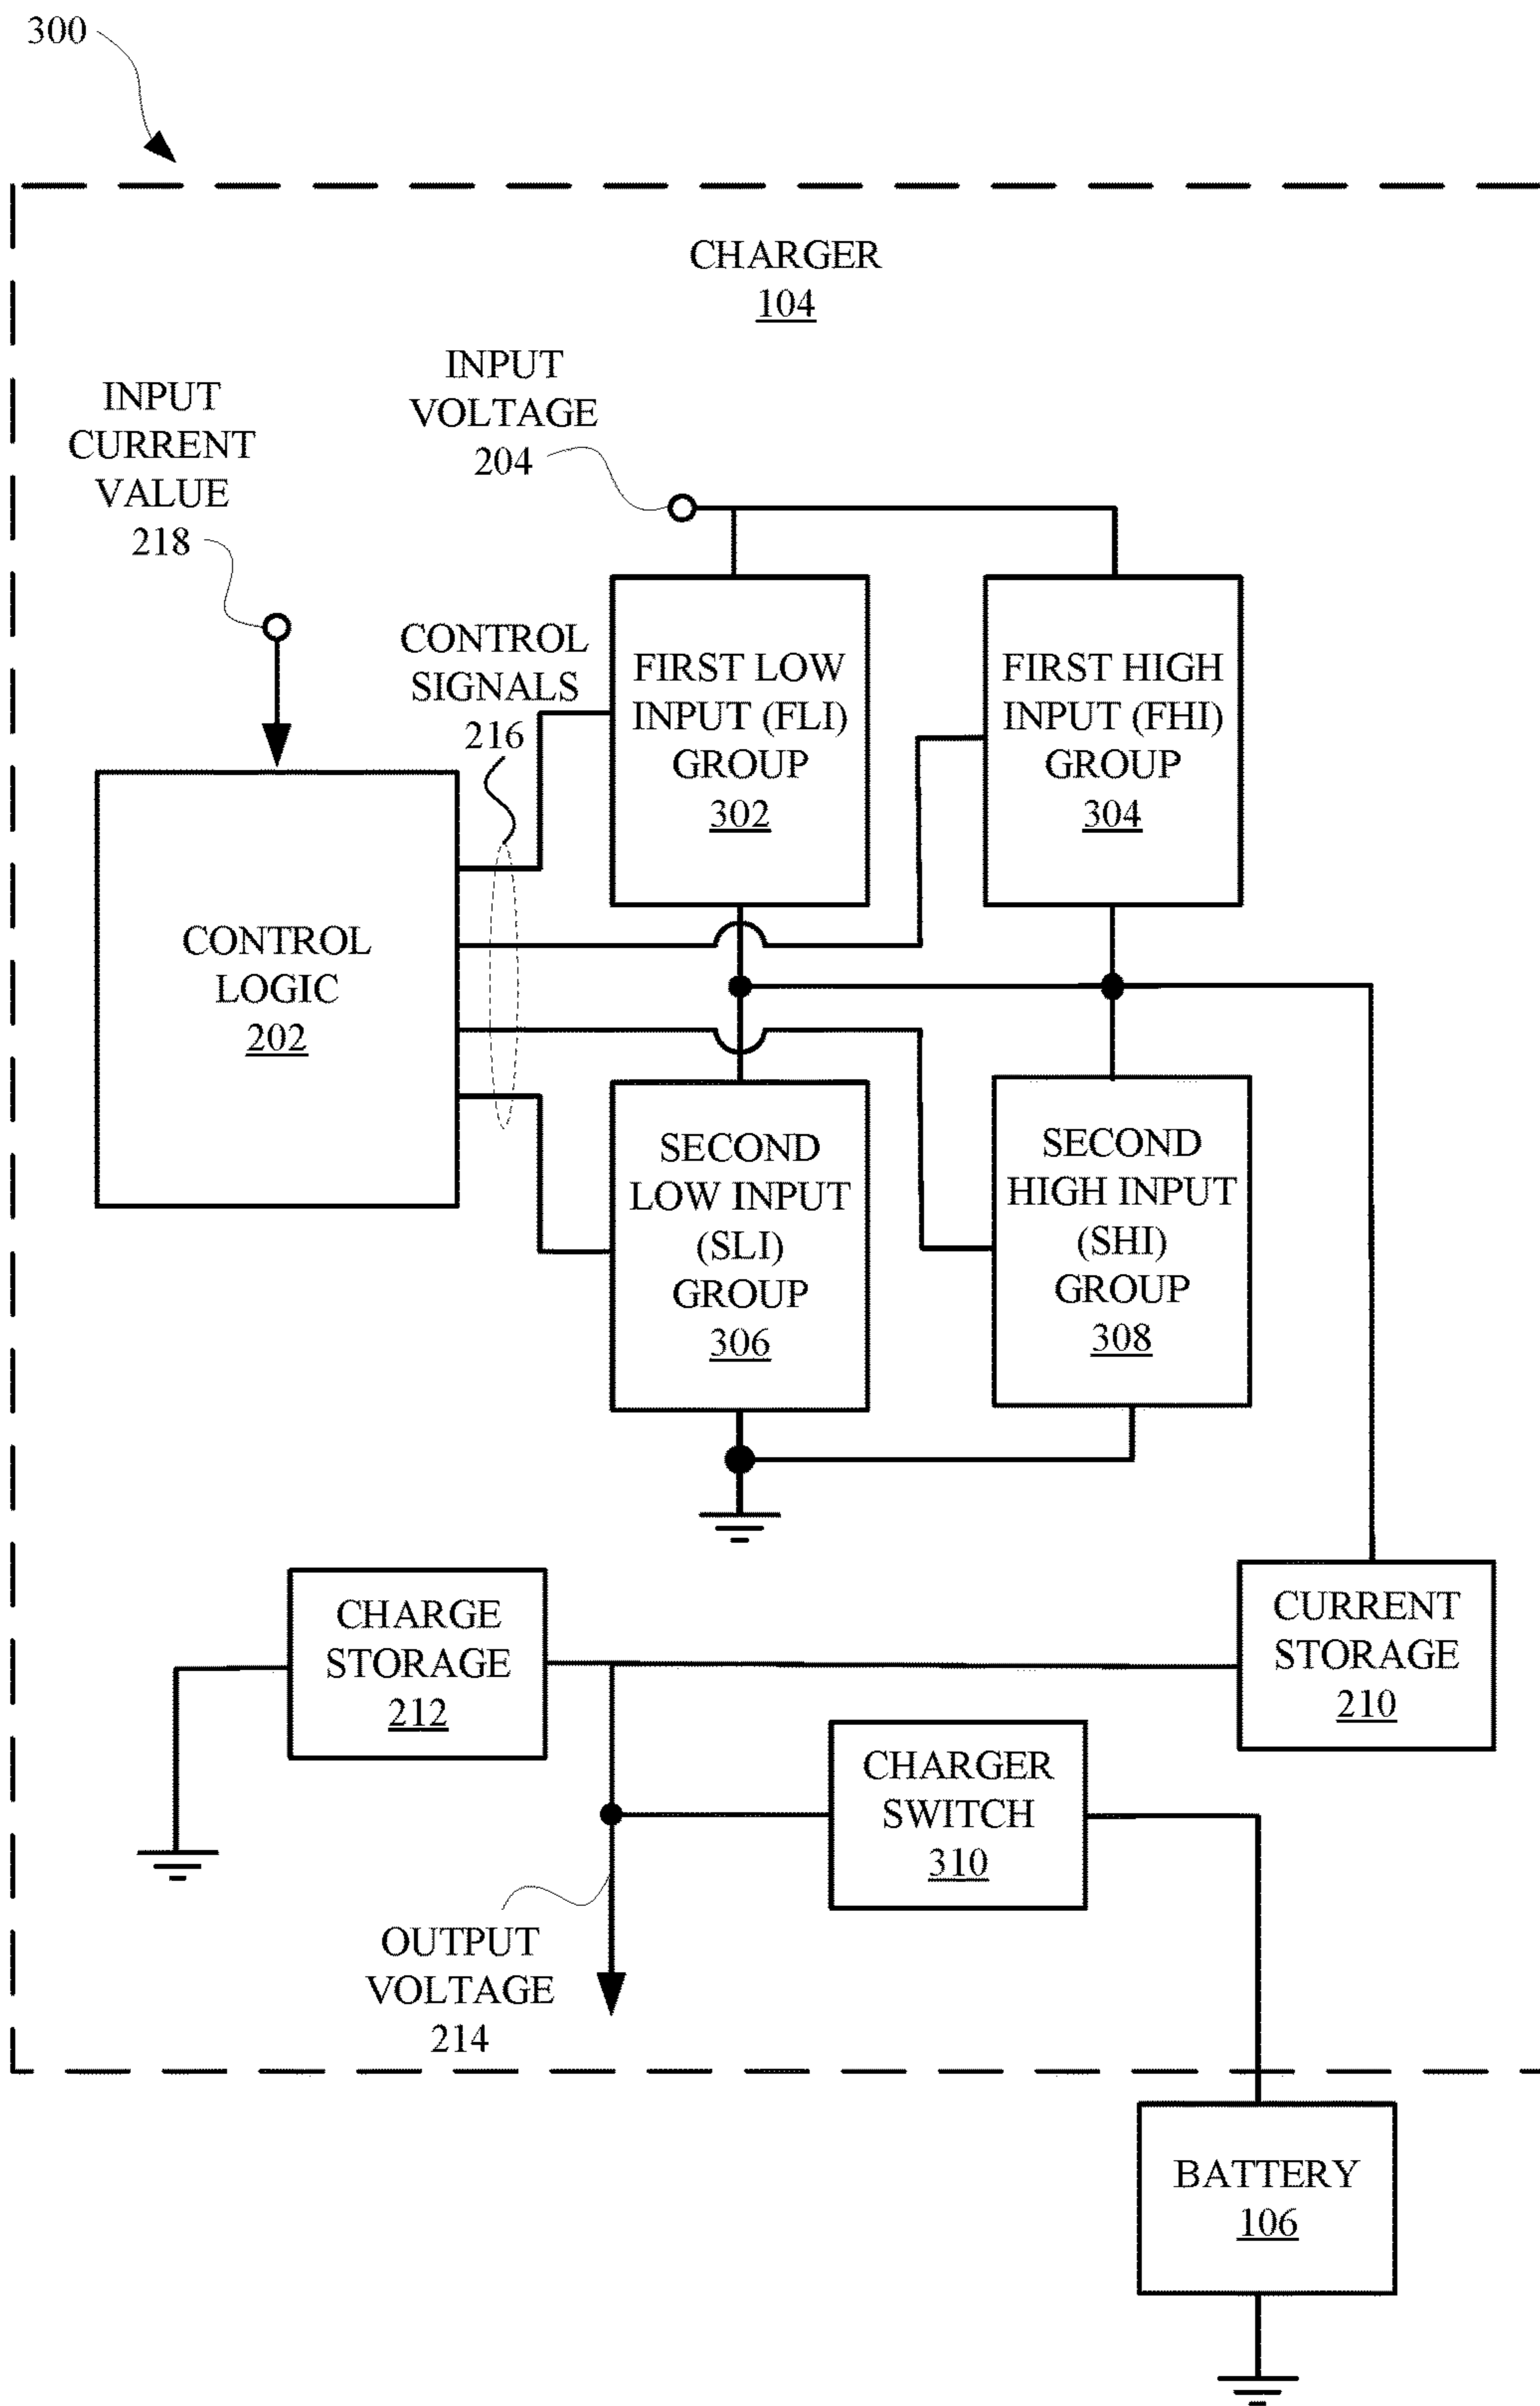 300
CHARGER
104
INPUT
VOLTAGE
204
INPUT
CURRENT
VALUE
218
CONTROL
SIGNALS
216
FIRST LOW
INPUT (FLI)
GROUP
302
FIRST HIGH
INPUT (FHI)
GROUP
304
CONTROL
LOGIC
202
SECOND
LOW INPUT
(SLI)
GROUP
306
SECOND
HIGH INPUT
(SHI)
GROUP
308
CHARGE
STORAGE
212
CURRENT
STORAGE
210
CHARGER
SWITCH
310
OUTPUT
VOLTAGE
214
BATTERY
106